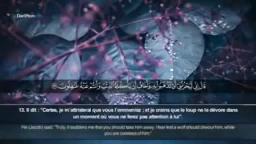 DariPrum
قَالَ إِنِّي لَيَحْزُنُنِي أَن تَذْهَبُوا بِهِ وَأَخَافُ أَن يَأْكُلَهُ الذِّئْبُ وَأَنتُمْ عَنْهُ غَافِلُونَ
13. Il dit : "Certes, je m'attristerai que vous l'emmeniez ; et je crains que le loup ne le dévore dans
un moment où vous ne ferez pas attention à lui"
He (Jacob) said: "Truly, it saddens me that you should take him away. I fear lest a wolf should devour him, while
you are careless of him."